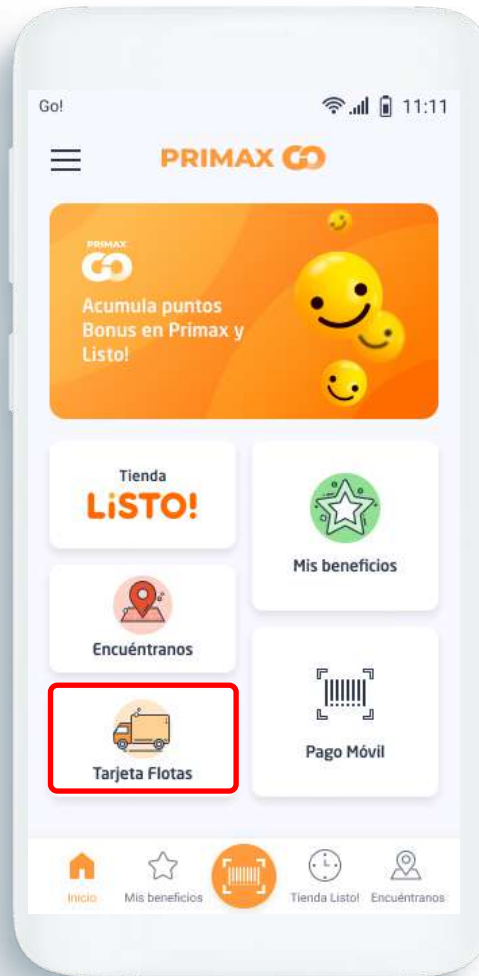 Go! 11:11
PRIMAX GO
PRIMAX
GO
Acumula puntos
Bonus en Primax y
Listo!
Tienda
LiSTO!
Mis beneficios
Encuéntranos
Tarjeta Flotas
Pago Móvil
Inicio Mis beneficios Tienda Listo! Encuéntranos